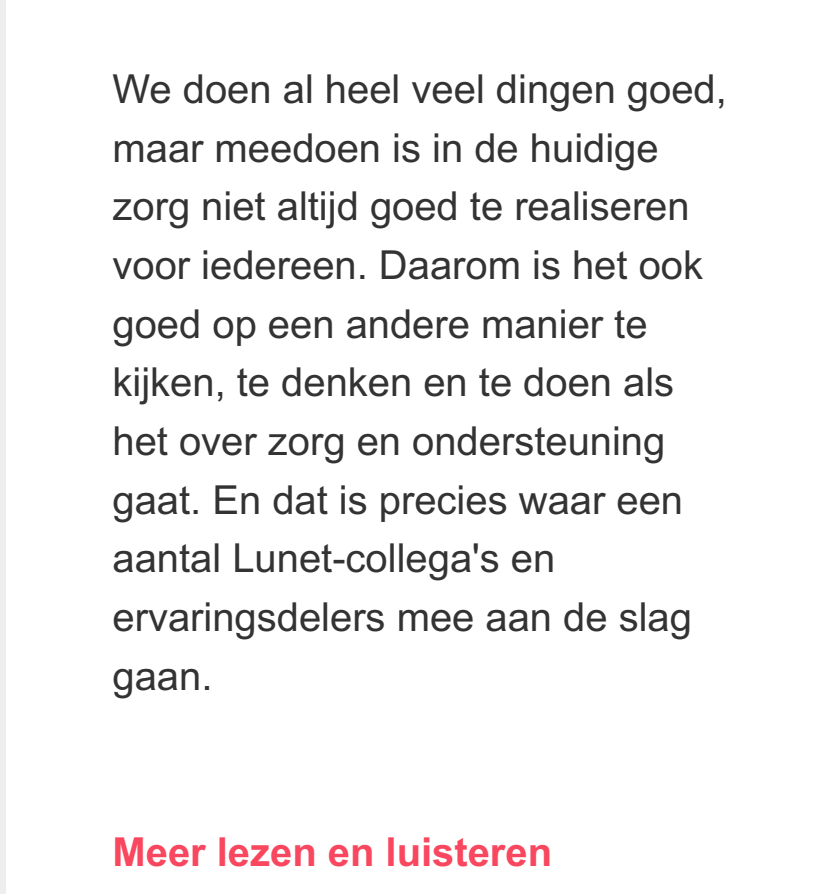 We doen al heel veel dingen goed,
maar meedoen is in de huidige
zorg niet altijd goed te realiseren
voor iedereen. Daarom is het ook
goed op een andere manier te
kijken, te denken en te doen als
het over zorg en ondersteuning
gaat. En dat is precies waar een
aantal Lunet-collega's en
ervaringsdelers mee aan de slag
gaan.
Meer lezen en luisteren